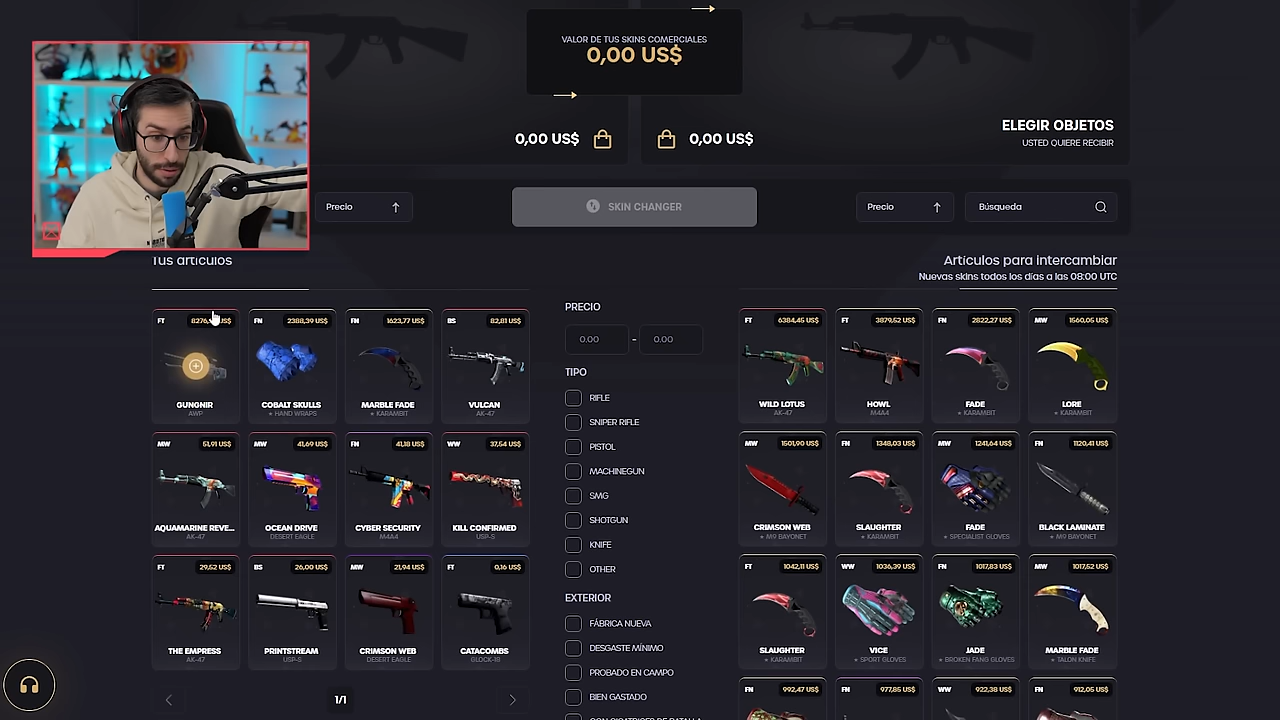 VALOR DE TUS SKINS COMERCIALES
0,00 US$
0,00 US$
0,00 US$
ELEGIR OBJETOS
USTED QUIERE RECIBIR
Precio
SKIN CHANGER
Precio
Búsqueda
Tus artículos
Artículos para intercambiar
Nuevas skins todos los días a las 08:00 UTC
FT
GUNGNIR
AWP
FN 2388,39 US$
COBALT SKULLS
★ HAND WRAPS
FN 1623,77 US$
MARBLE FADE
★ KARAMBIT
BS 82,81 US$
VULCAN
AK-47
MW 51,91 US$
AQUAMARINE REVE...
AK-47
MW 41,69 US$
OCEAN DRIVE
DESERT EAGLE
FN 41,18 US$
CYBER SECURITY
M4A4
WW 37,54 US$
KILL CONFIRMED
USP-S
FT 29,52 US$
THE EMPRESS
AK-47
BS 26,00 US$
PRINTSTREAM
USP-S
MW 21,94 US$
CRIMSON WEB
DESERT EAGLE
FT 0,16 US$
CATACOMBS
GLOCK-18
1/1
PRECIO
0.00 - 0.00
TIPO
RIFLE
SNIPER RIFLE
PISTOL
MACHINEGUN
SMG
SHOTGUN
KNIFE
OTHER
EXTERIOR
FÁBRICA NUEVA
DESGASTE MÍNIMO
PROBADO EN CAMPO
BIEN GASTADO
CON CICATRICES DE BATALLA
FT 6384,45 US$
WILD LOTUS
AK-47
FT 3879,52 US$
HOWL
M4A4
FN 2822,27 US$
FADE
★ KARAMBIT
MW 1560,05 US$
LORE
★ KARAMBIT
MW 1501,90 US$
CRIMSON WEB
★ M9 BAYONET
FN 1348,03 US$
SLAUGHTER
★ KARAMBIT
MW 1241,64 US$
FADE
★ SPECIALIST GLOVES
FN 1120,41 US$
BLACK LAMINATE
★ M9 BAYONET
FT 1042,11 US$
SLAUGHTER
★ KARAMBIT
WW 1036,39 US$
VICE
★ SPORT GLOVES
FN 1017,83 US$
JADE
★ BROKEN FANG GLOVES
MW 1017,52 US$
MARBLE FADE
★ TALON KNIFE
FN 992,47 US$
FN 977,85 US$
WW 922,38 US$
FN 912,05 US$